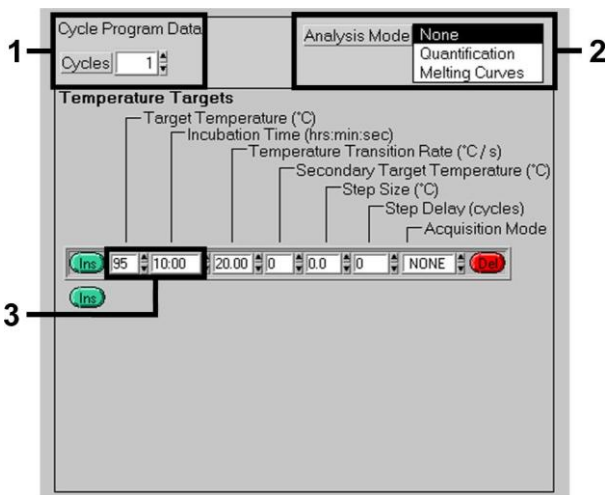 Cycle Program Data
Cycles 1
Analysis Mode None
Quantification
Melting Curves
1
2
Temperature Targets
Target Temperature (°C)
Incubation Time (hrs:min:sec)
Temperature Transition Rate (°C / s)
Secondary Target Temperature (°C)
Step Size (°C)
Step Delay (cycles)
Acquisition Mode
Ins 95 10:00 20.00 0 0.0 0 NONE Del
Ins
3